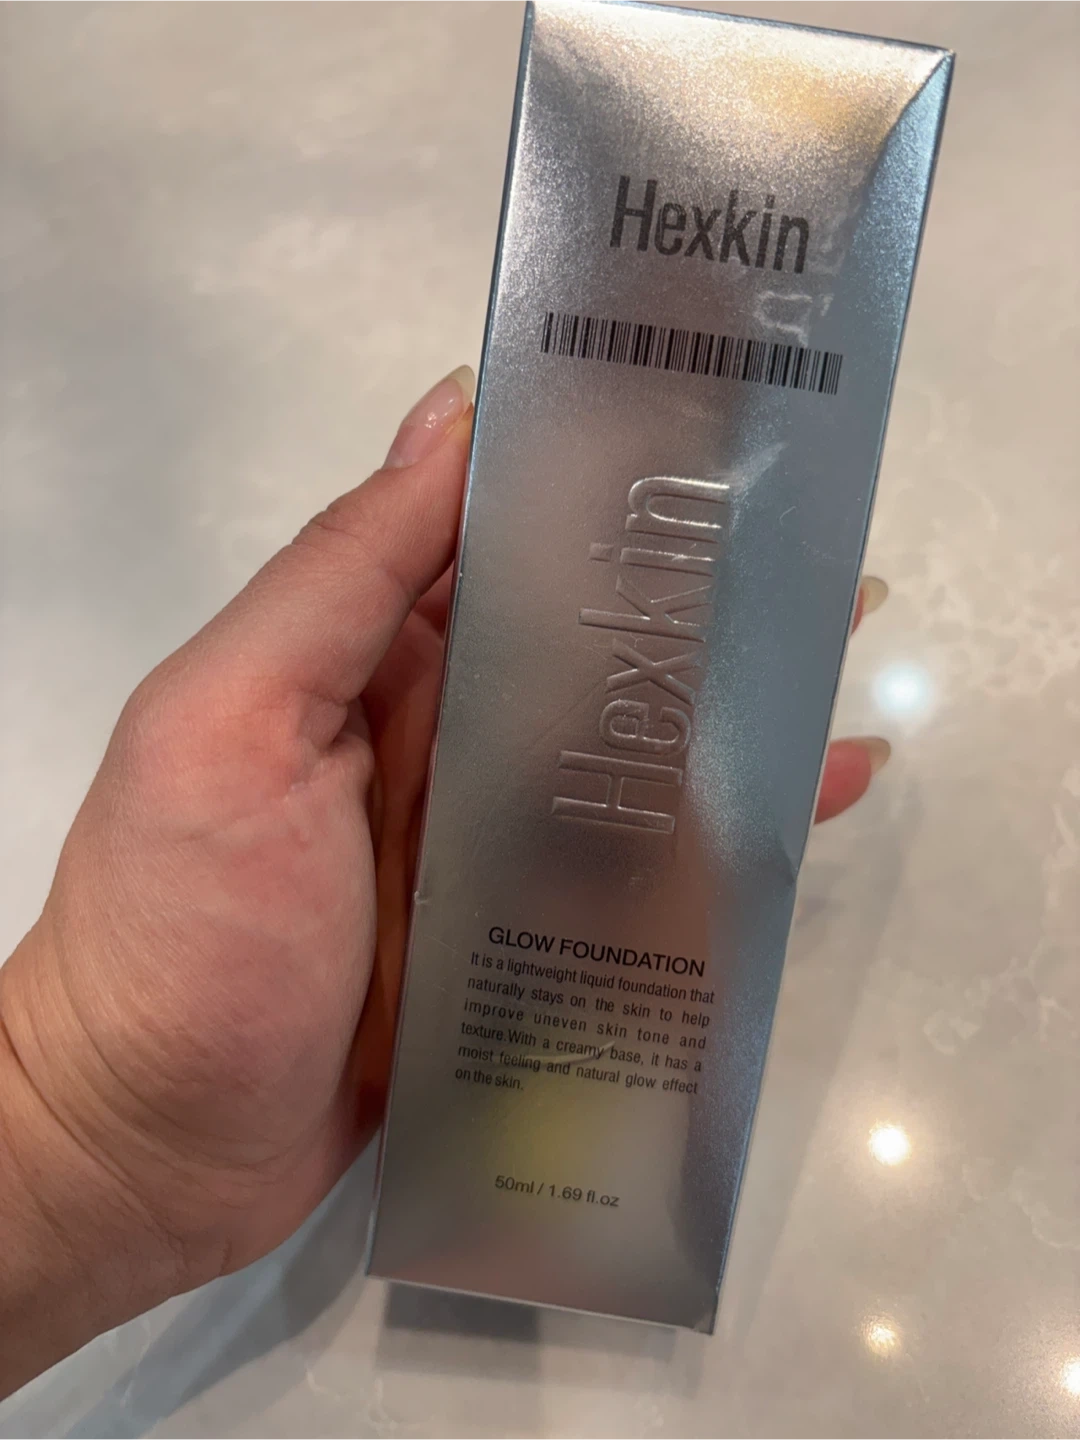 Hexkin
Hexkin
GLOW FOUNDATION
It is a lightweight liquid foundation that
naturally stays on the skin to help
improve uneven skin tone and
texture.With a creamy base, it has a
moist feeling and natural glow effect
on the skin.
50ml / 1.69 fl.oz